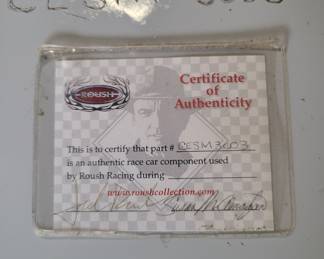 ROUSH
Certificate
of
Authenticity
This is to certify that part # CESM3003
is an authentic race car component used
by Roush Racing during
www.roushcollection.com